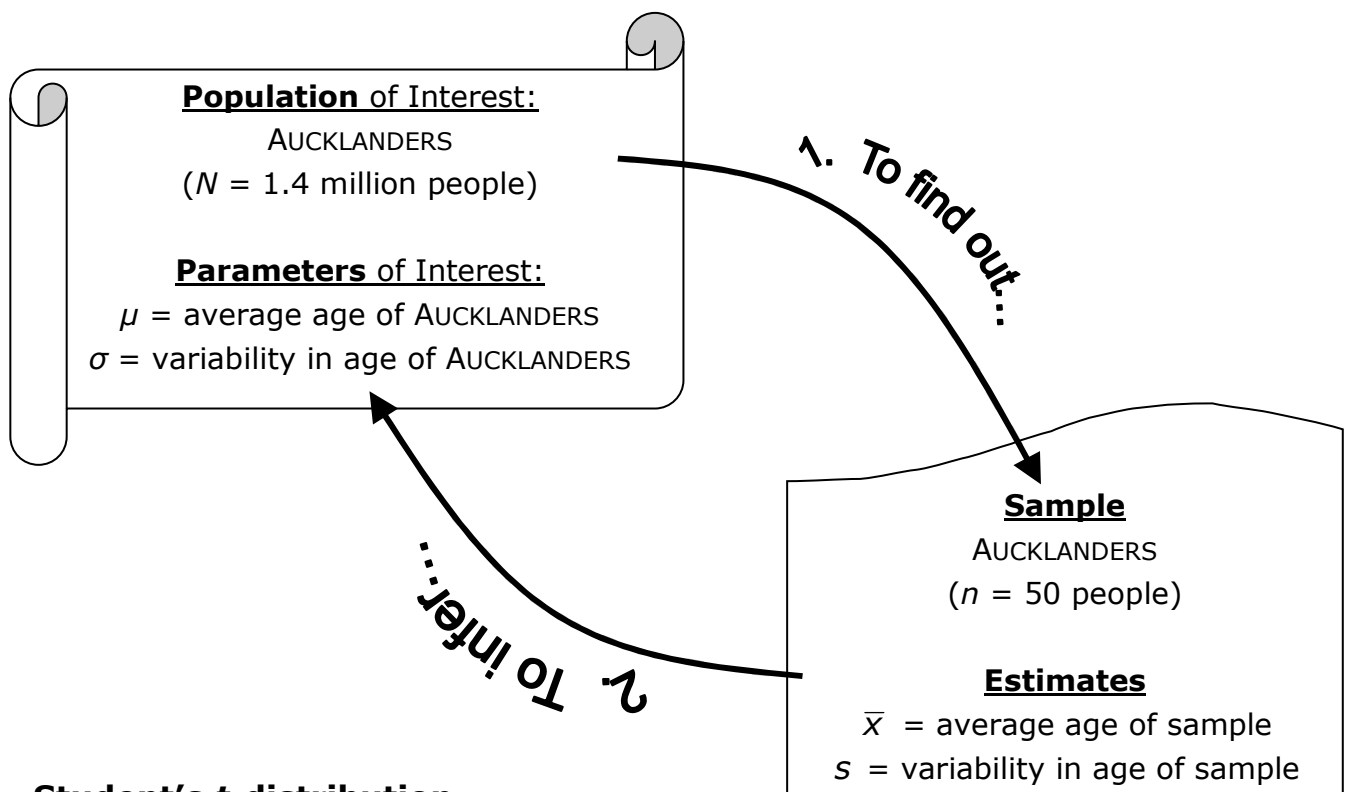 Population of Interest:
AUCKLANDERS
(N = 1.4 million people)
Parameters of Interest:
μ = average age of AUCKLANDERS
σ = variability in age of AUCKLANDERS
1. To find out...
Sample
AUCKLANDERS
(n = 50 people)
Estimates
x̅ = average age of sample
s = variability in age of sample
2. To infer...
Student's t distribution